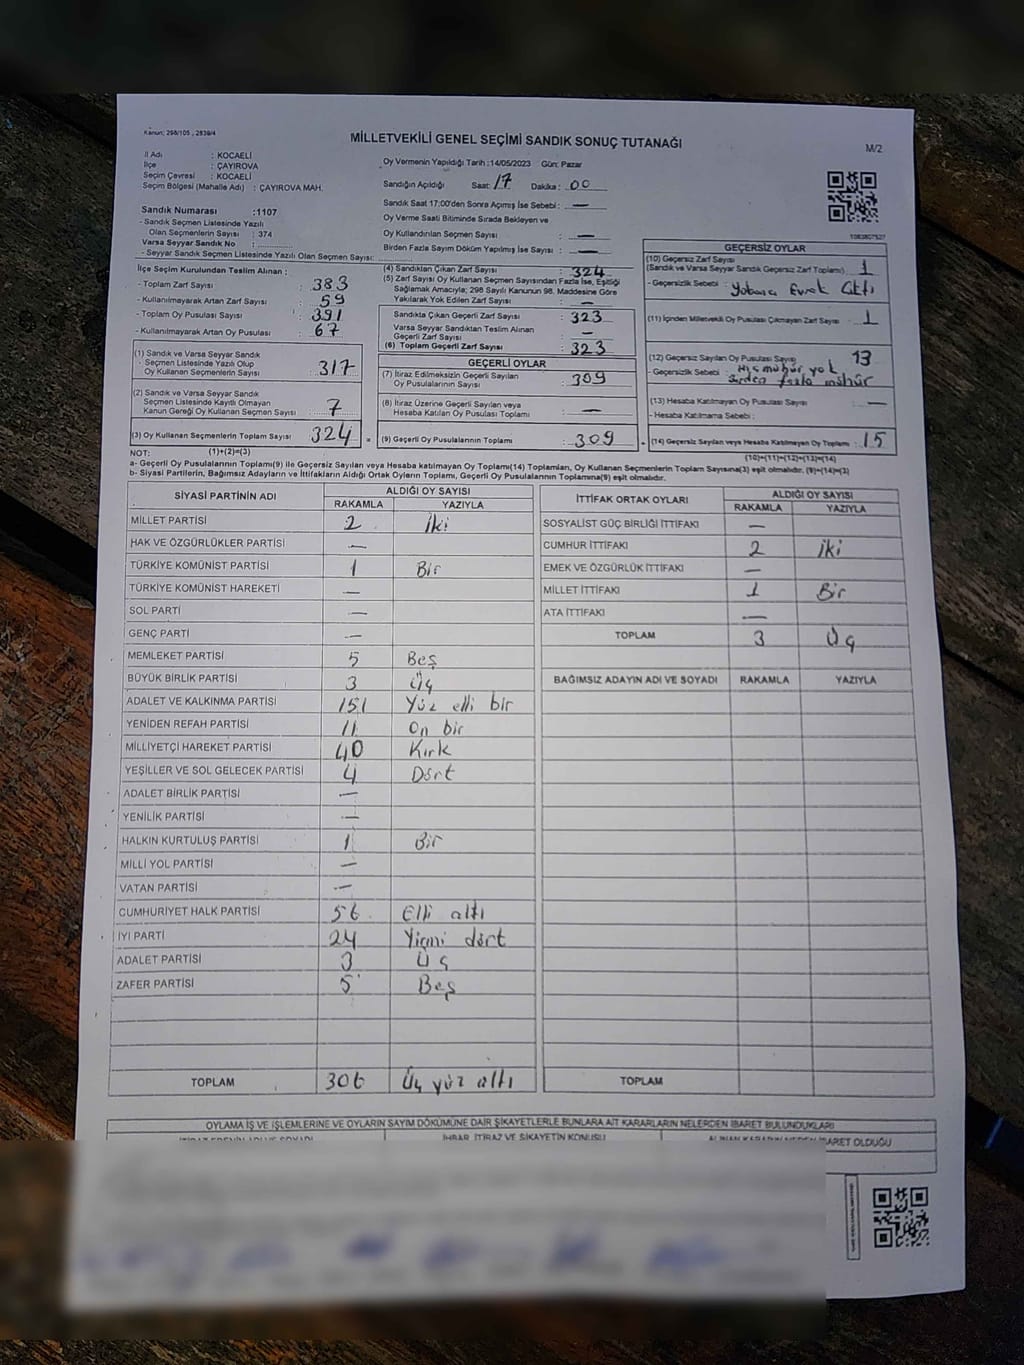 Kanun; 298/105 , 2839/4
MİLLETVEKİLİ GENEL SEÇİMİ SANDIK SONUÇ TUTANAĞI
M/2
İl Adı : KOCAELİ
İlçe : ÇAYIROVA
Seçim Çevresi : KOCAELİ
Seçim Bölgesi (Mahalle Adı) : ÇAYIROVA MAH.
Oy Vermenin Yapıldığı Tarih : 14/05/2023 Gün: Pazar
Sandığın Açıldığı Saat: 17 Dakika : 00
Sandık Saat 17:00'den Sonra Açımış İse Sebebi : —
Oy Verme Saati Bitiminde Sırada Bekleyen ve
Oy Kullandırılan Seçmen Sayısı : —
Birden Fazla Sayım Döküm Yapılmış İse Sayısı : —
Sandık Numarası :1107
- Sandık Seçmen Listesinde Yazılı
Olan Seçmenlerin Sayısı : 374
Varsa Seyyar Sandık No :
- Seyyar Sandık Seçmen Listesinde Yazılı Olan Seçmen Sayısı:
İlçe Seçim Kurulundan Teslim Alınan :
- Toplam Zarf Sayısı : 383
- Kullanılmayarak Artan Zarf Sayısı : 59
- Toplam Oy Pusulası Sayısı : 391
- Kullanılmayarak Artan Oy Pusulası : 67
(1) Sandık ve Varsa Seyyar Sandık
Seçmen Listesinde Yazılı Olup
Oy Kullanan Seçmenlerin Sayısı : 317
(2) Sandık ve Varsa Seyyar Sandık
Seçmen Listesinde Kayıtlı Olmayan
Kanun Gereği Oy Kullanan Seçmen Sayısı : 7
(3) Oy Kullanan Seçmenlerin Toplam Sayısı : 324
(4) Sandıktan Çıkan Zarf Sayısı : 324
(5) Zarf Sayısı Oy Kullanan Seçmen Sayısından Fazla İse, Eşitliği
Sağlamak Amacıyla; 298 Sayılı Kanunun 98. Maddesine Göre
Yakılarak Yok Edilen Zarf Sayısı : —
Sandıkta Çıkan Geçerli Zarf Sayısı : 323
Varsa Seyyar Sandıktan Teslim Alınan
Geçerli Zarf Sayısı : —
(6) Toplam Geçerli Zarf Sayısı : 323
GEÇERLİ OYLAR
(7) İtiraz Edilmeksizin Geçerli Sayılan
Oy Pusulalarının Sayısı : 309
(8) İtiraz Üzerine Geçerli Sayılan veya
Hesaba Katılan Oy Pusulası Toplamı : —
(9) Geçerli Oy Pusulalarının Toplamı : 309
1083807527
GEÇERSİZ OYLAR
(10) Geçersiz Zarf Sayısı
(Sandık ve Varsa Seyyar Sandık Geçersiz Zarf Toplamı) : 1
- Geçersizlik Sebebi : Yabancı Evrak Çıktı
(11) İçinden Milletvekili Oy Pusulası Çıkmayan Zarf Sayısı : 1
(12) Geçersiz Sayılan Oy Pusulası Sayısı : 13
- Geçersizlik Sebebi : Hiç mühür yok
Birden fazla mühür
(13) Hesaba Katılmayan Oy Pusulası Sayısı : —
- Hesaba Katılmama Sebebi :
(14) Geçersiz Sayılan veya Hesaba Katılmayan Oy Toplamı : 15
NOT: (1)+(2)=(3)
(10)+(11)+(12)+(13)=(14)
a- Geçerli Oy Pusulalarının Toplamı(9) ile Geçersiz Sayılan veya Hesaba katılmayan Oy Toplamı(14) Toplamları, Oy Kullanan Seçmenlerin Toplam Sayısına(3) eşit olmalıdır. (9)+(14)=(3)
b- Siyasi Partilerin, Bağımsız Adayların ve İttifakların Aldığı Ortak Oyların Toplamı, Geçerli Oy Pusulalarının Toplamına(9) eşit olmalıdır.
SİYASİ PARTİNİN ADI ALDIĞI OY SAYISI
RAKAMLA YAZIYLA
MİLLET PARTİSİ 2 iki
HAK VE ÖZGÜRLÜKLER PARTİSİ —
TÜRKİYE KOMÜNİST PARTİSİ 1 Bir
TÜRKİYE KOMÜNİST HAREKETİ —
SOL PARTİ —
GENÇ PARTİ —
MEMLEKET PARTİSİ 5 Beş
BÜYÜK BİRLİK PARTİSİ 3 Üç
ADALET VE KALKINMA PARTİSİ 151 Yüz elli bir
YENİDEN REFAH PARTİSİ 11 On bir
MİLLİYETÇİ HAREKET PARTİSİ 40 Kırk
YEŞİLLER VE SOL GELECEK PARTİSİ 4 Dört
ADALET BİRLİK PARTİSİ —
YENİLİK PARTİSİ —
HALKIN KURTULUŞ PARTİSİ 1 Bir
MİLLİ YOL PARTİSİ —
VATAN PARTİSİ —
CUMHURİYET HALK PARTİSİ 56 Elli altı
İYİ PARTİ 24 Yirmi dört
ADALET PARTİSİ 3 Üç
ZAFER PARTİSİ 5 Beş
TOPLAM 306 Üç yüz altı
İTTİFAK ORTAK OYLARI ALDIĞI OY SAYISI
RAKAMLA YAZIYLA
SOSYALİST GÜÇ BİRLİĞİ İTTİFAKI —
CUMHUR İTTİFAKI 2 iki
EMEK VE ÖZGÜRLÜK İTTİFAKI —
MİLLET İTTİFAKI 1 Bir
ATA İTTİFAKI —
TOPLAM 3 Üç
BAĞIMSIZ ADAYIN ADI VE SOYADI RAKAMLA YAZIYLA
TOPLAM
OYLAMA İŞ VE İŞLEMLERİNE VE OYLARIN SAYIM DÖKÜMÜNE DAİR ŞİKAYETLERLE BUNLARA AİT KARARLARIN NELERDEN İBARET BULUNDUKLARI
İHBAR, İTİRAZ VE ŞİKAYETİN KONUSU